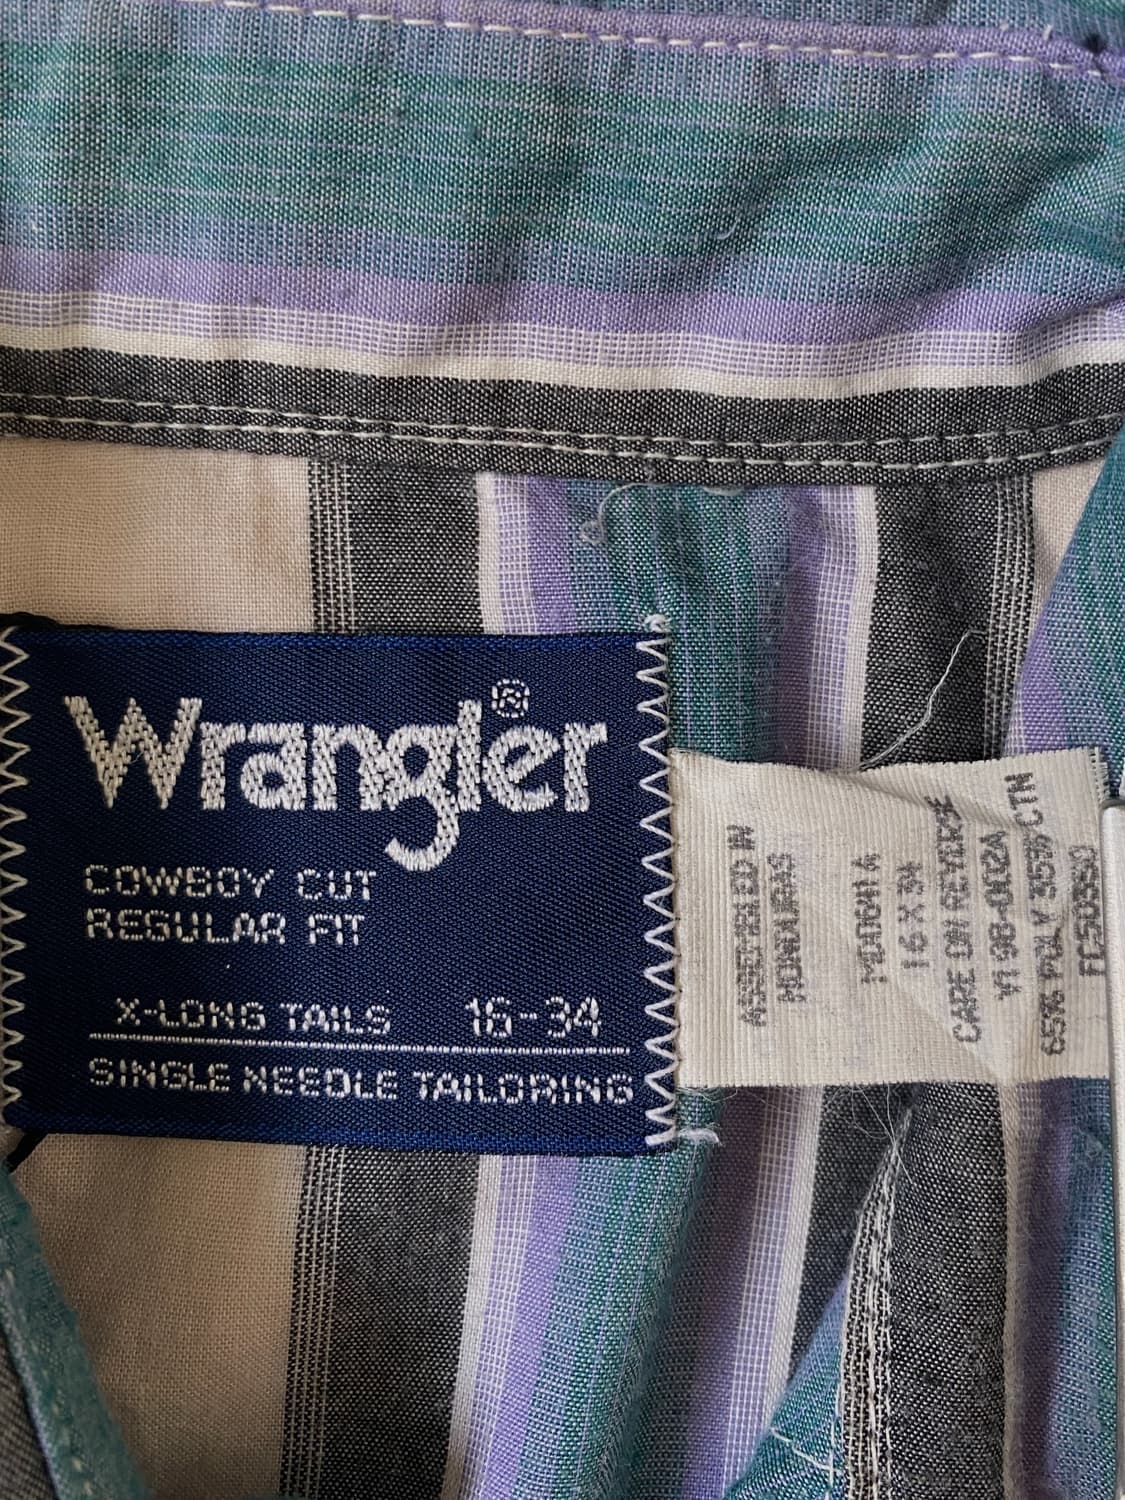 Wrangler®
COWBOY CUT
REGULAR FIT
X-LONG TAILS 16-34
SINGLE NEEDLE TAILORING
ASSEMBLED IN
HONDURAS
16 X 34
CARE ON REVERSE
65% POLY 35% CTN